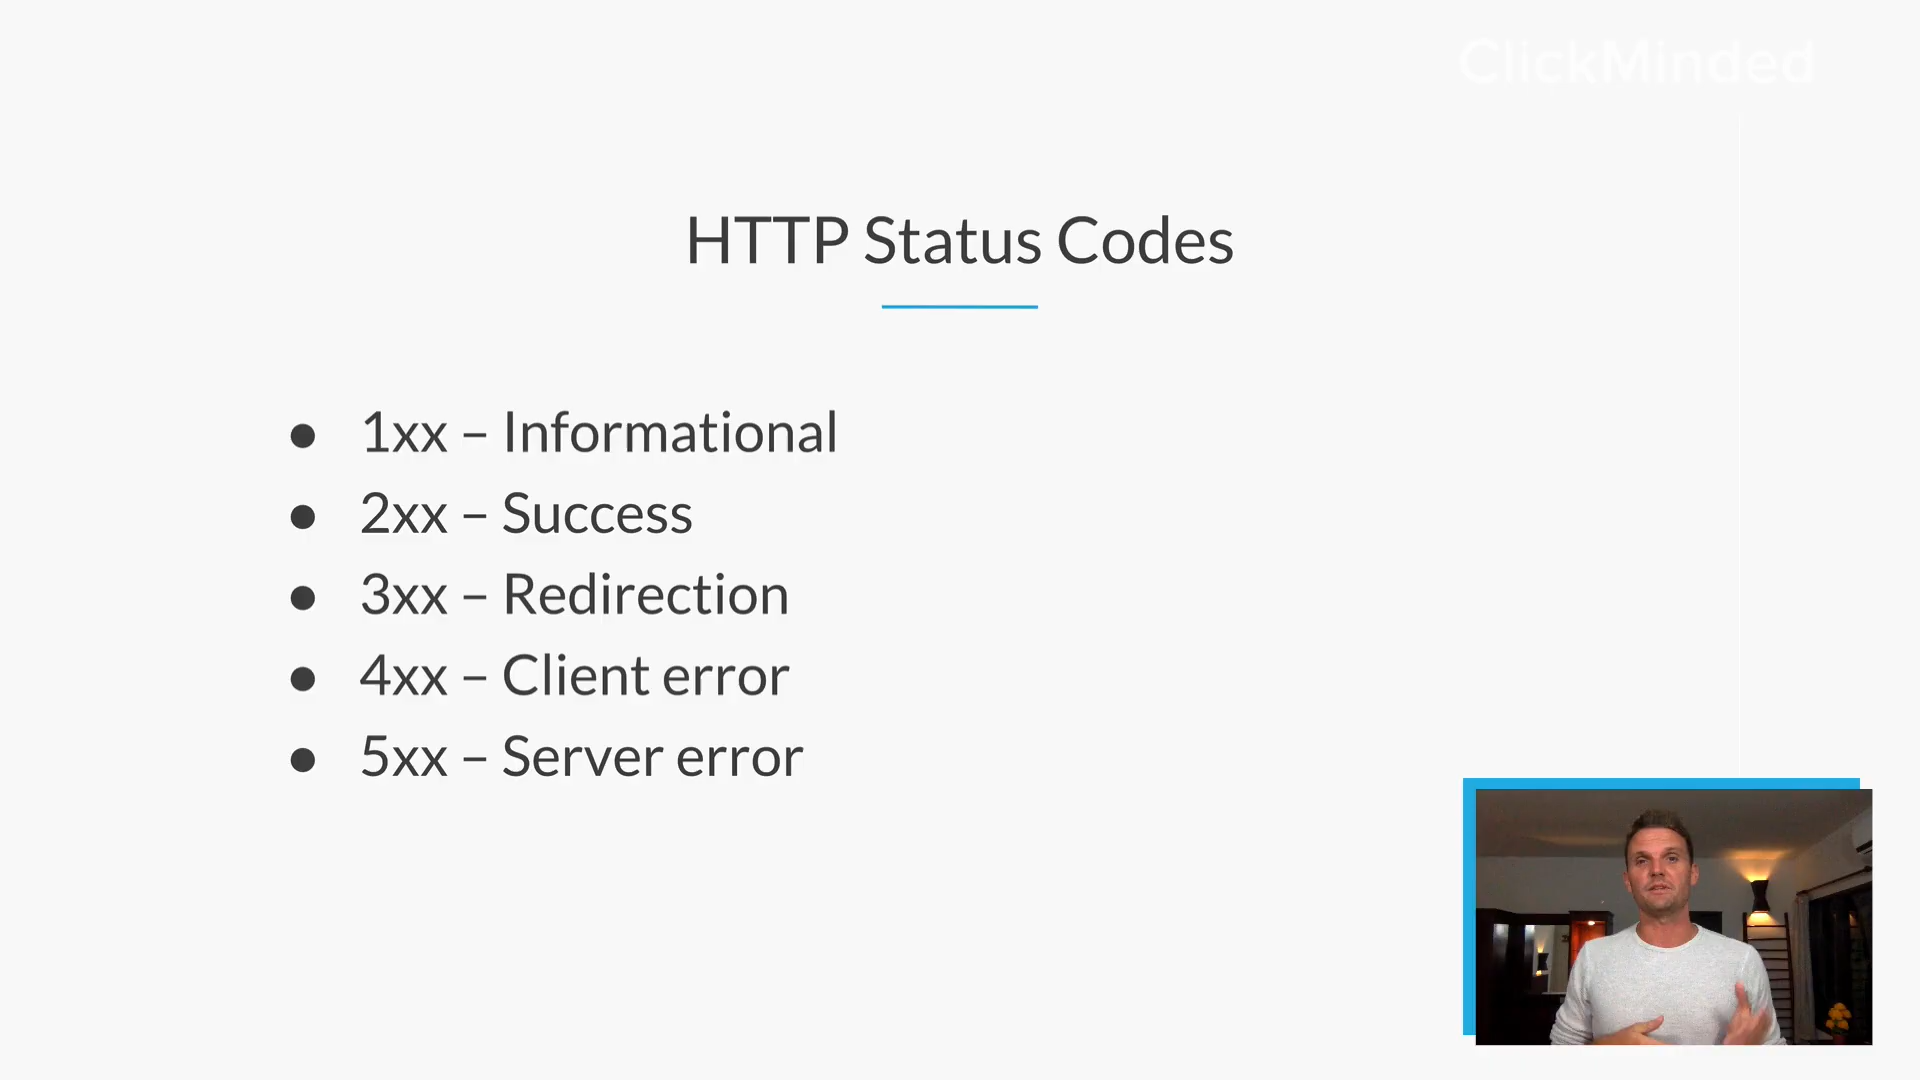 ClickMinded
HTTP Status Codes
● 1xx – Informational
● 2xx – Success
● 3xx – Redirection
● 4xx – Client error
● 5xx – Server error